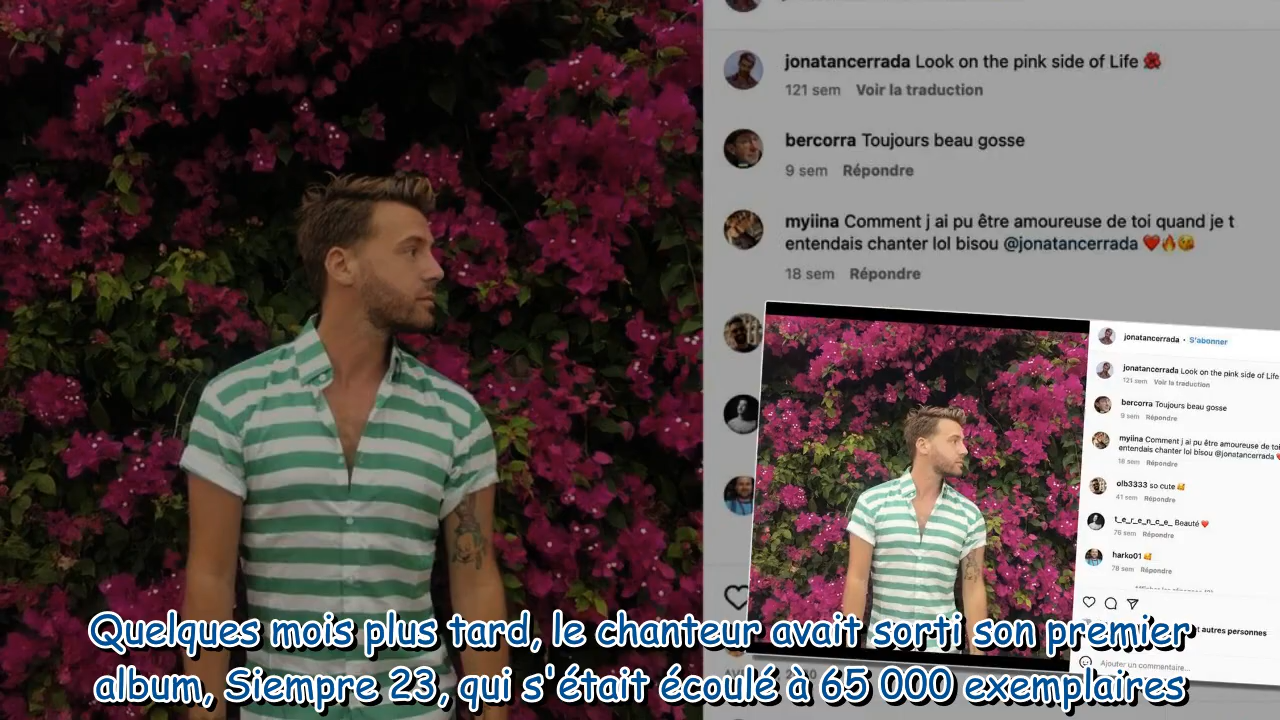 jonatancerrada Look on the pink side of Life 🌺
121 sem Voir la traduction
bercorra Toujours beau gosse
9 sem Répondre
myiina Comment j ai pu être amoureuse de toi quand je t
entendais chanter lol bisou @jonatancerrada ❤️🔥😘
18 sem Répondre
jonatancerrada • S'abonner
jonatancerrada Look on the pink side of Life
121 sem Voir la traduction
bercorra Toujours beau gosse
9 sem Répondre
myiina Comment j ai pu être amoureuse de toi
entendais chanter lol bisou @jonatancerrada
18 sem Répondre
olb3333 so cute 🥰
41 sem Répondre
t_e_r_e_n_c_e_ Beauté ❤️
76 sem Répondre
harko01 🥰
78 sem Répondre
et autres personnes
Ajouter un commentaire...
Quelques mois plus tard, le chanteur avait sorti son premier
album, Siempre 23, qui s'était écoulé à 65 000 exemplaires